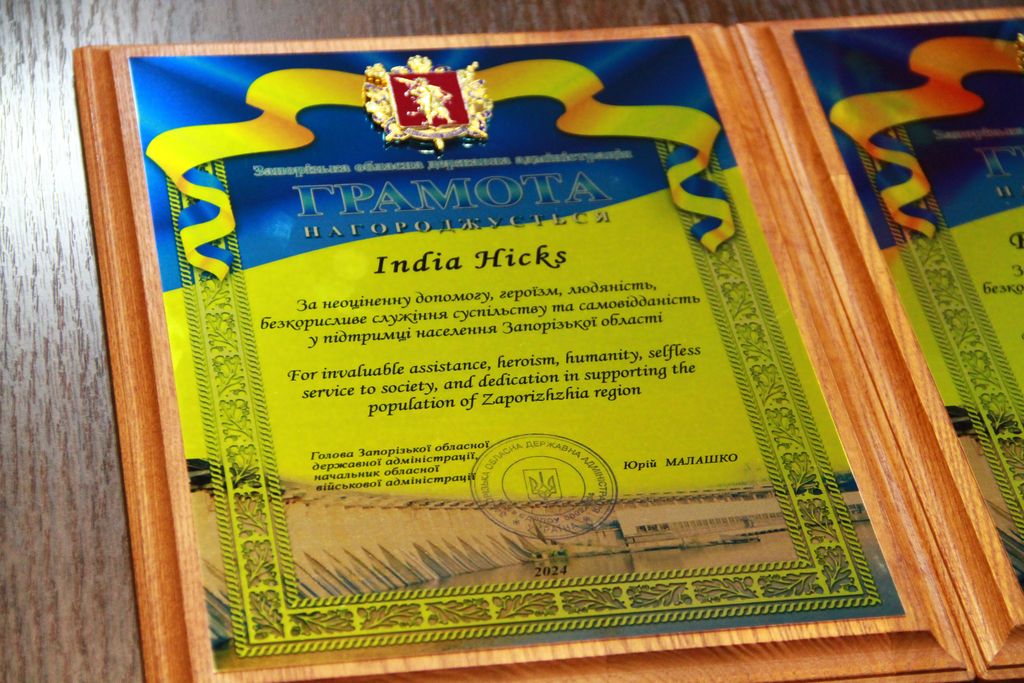 Запорізька обласна державна адміністрація
ГРАМОТА
НАГОРОДЖУЄТЬСЯ
India Hicks
За неоціненну допомогу, героїзм, людяність,
безкорисливе служіння суспільству та самовідданість
у підтримці населення Запорізької області
For invaluable assistance, heroism, humanity, selfless
service to society, and dedication in supporting the
population of Zaporizhzhia region
Голова Запорізької обласної
державної адміністрації,
начальник обласної
військової адміністрації
Юрій МАЛАШКО
2024